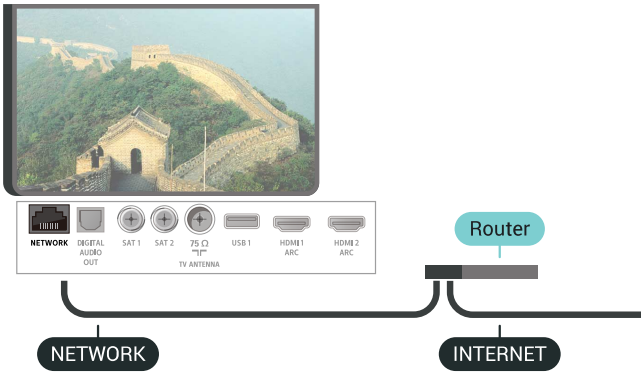 NETWORK DIGITAL AUDIO OUT SAT 1 SAT 2 75 Ω TV ANTENNA USB 1 HDMI 1 ARC HDMI 2 ARC
Router
NETWORK INTERNET